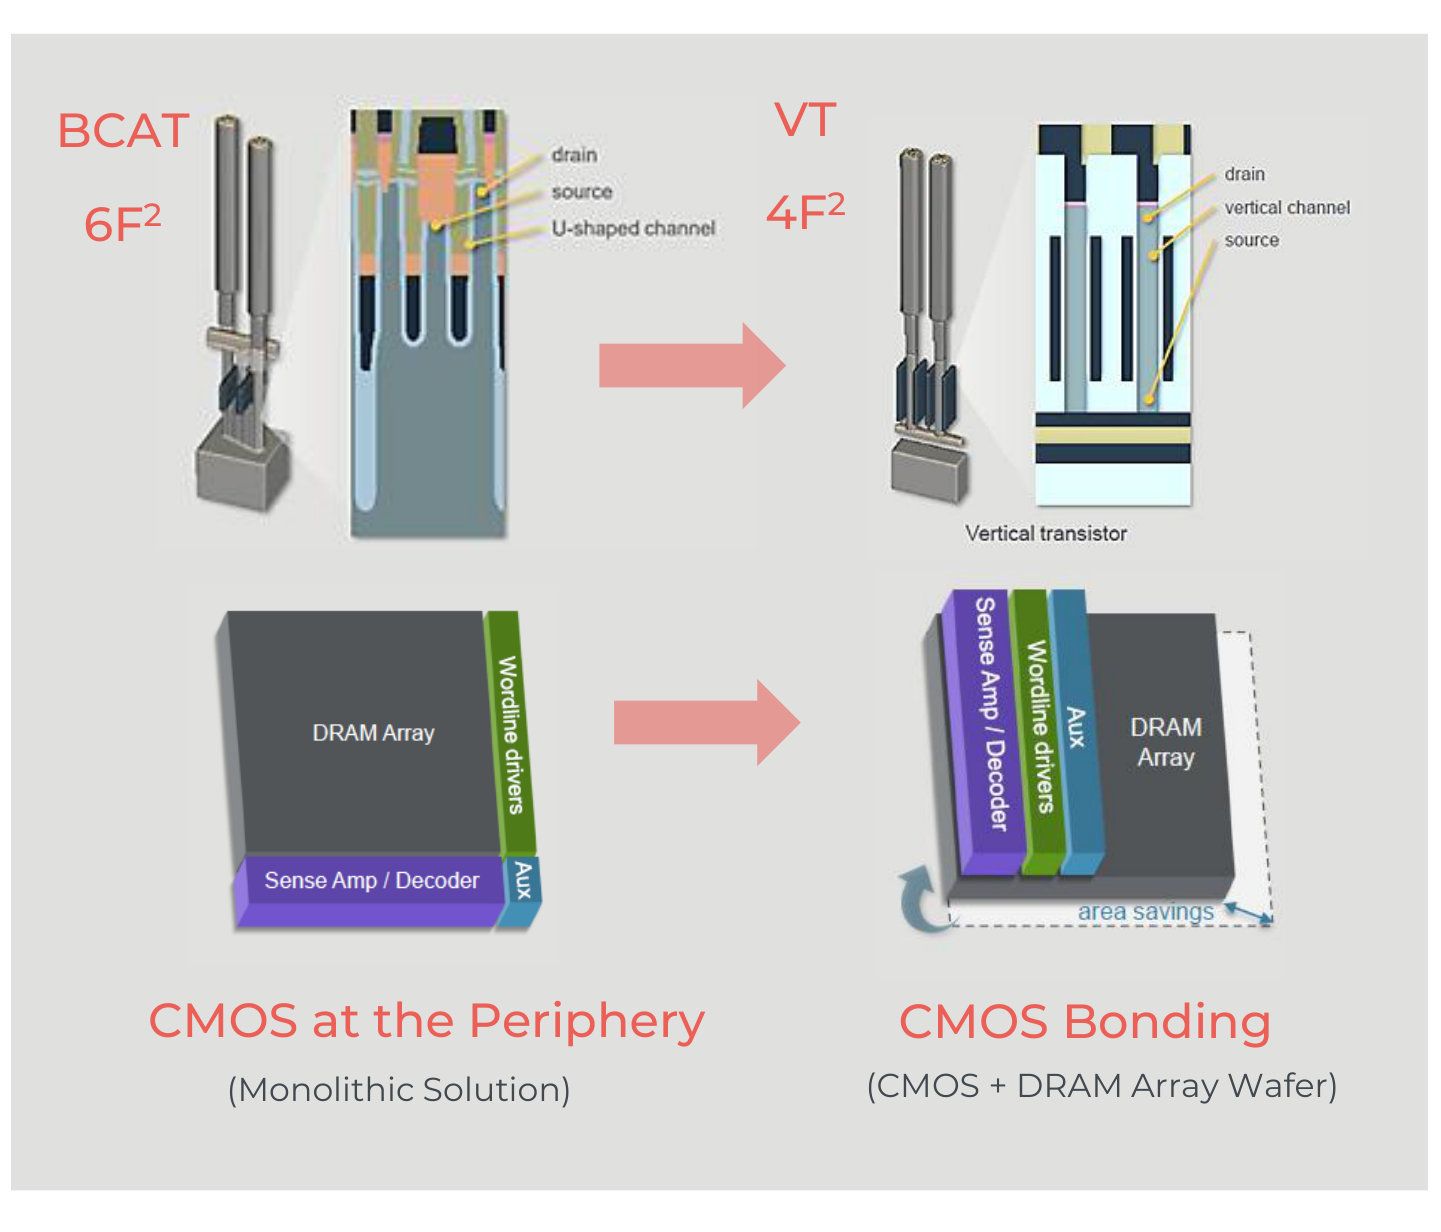 BCAT
6F²
drain
source
U-shaped channel
VT
4F²
drain
vertical channel
source
Vertical transistor
DRAM Array
Wordline drivers
Sense Amp / Decoder
Aux
Sense Amp / Decoder
Wordline drivers
Aux
DRAM
Array
area savings
CMOS at the Periphery
(Monolithic Solution)
CMOS Bonding
(CMOS + DRAM Array Wafer)